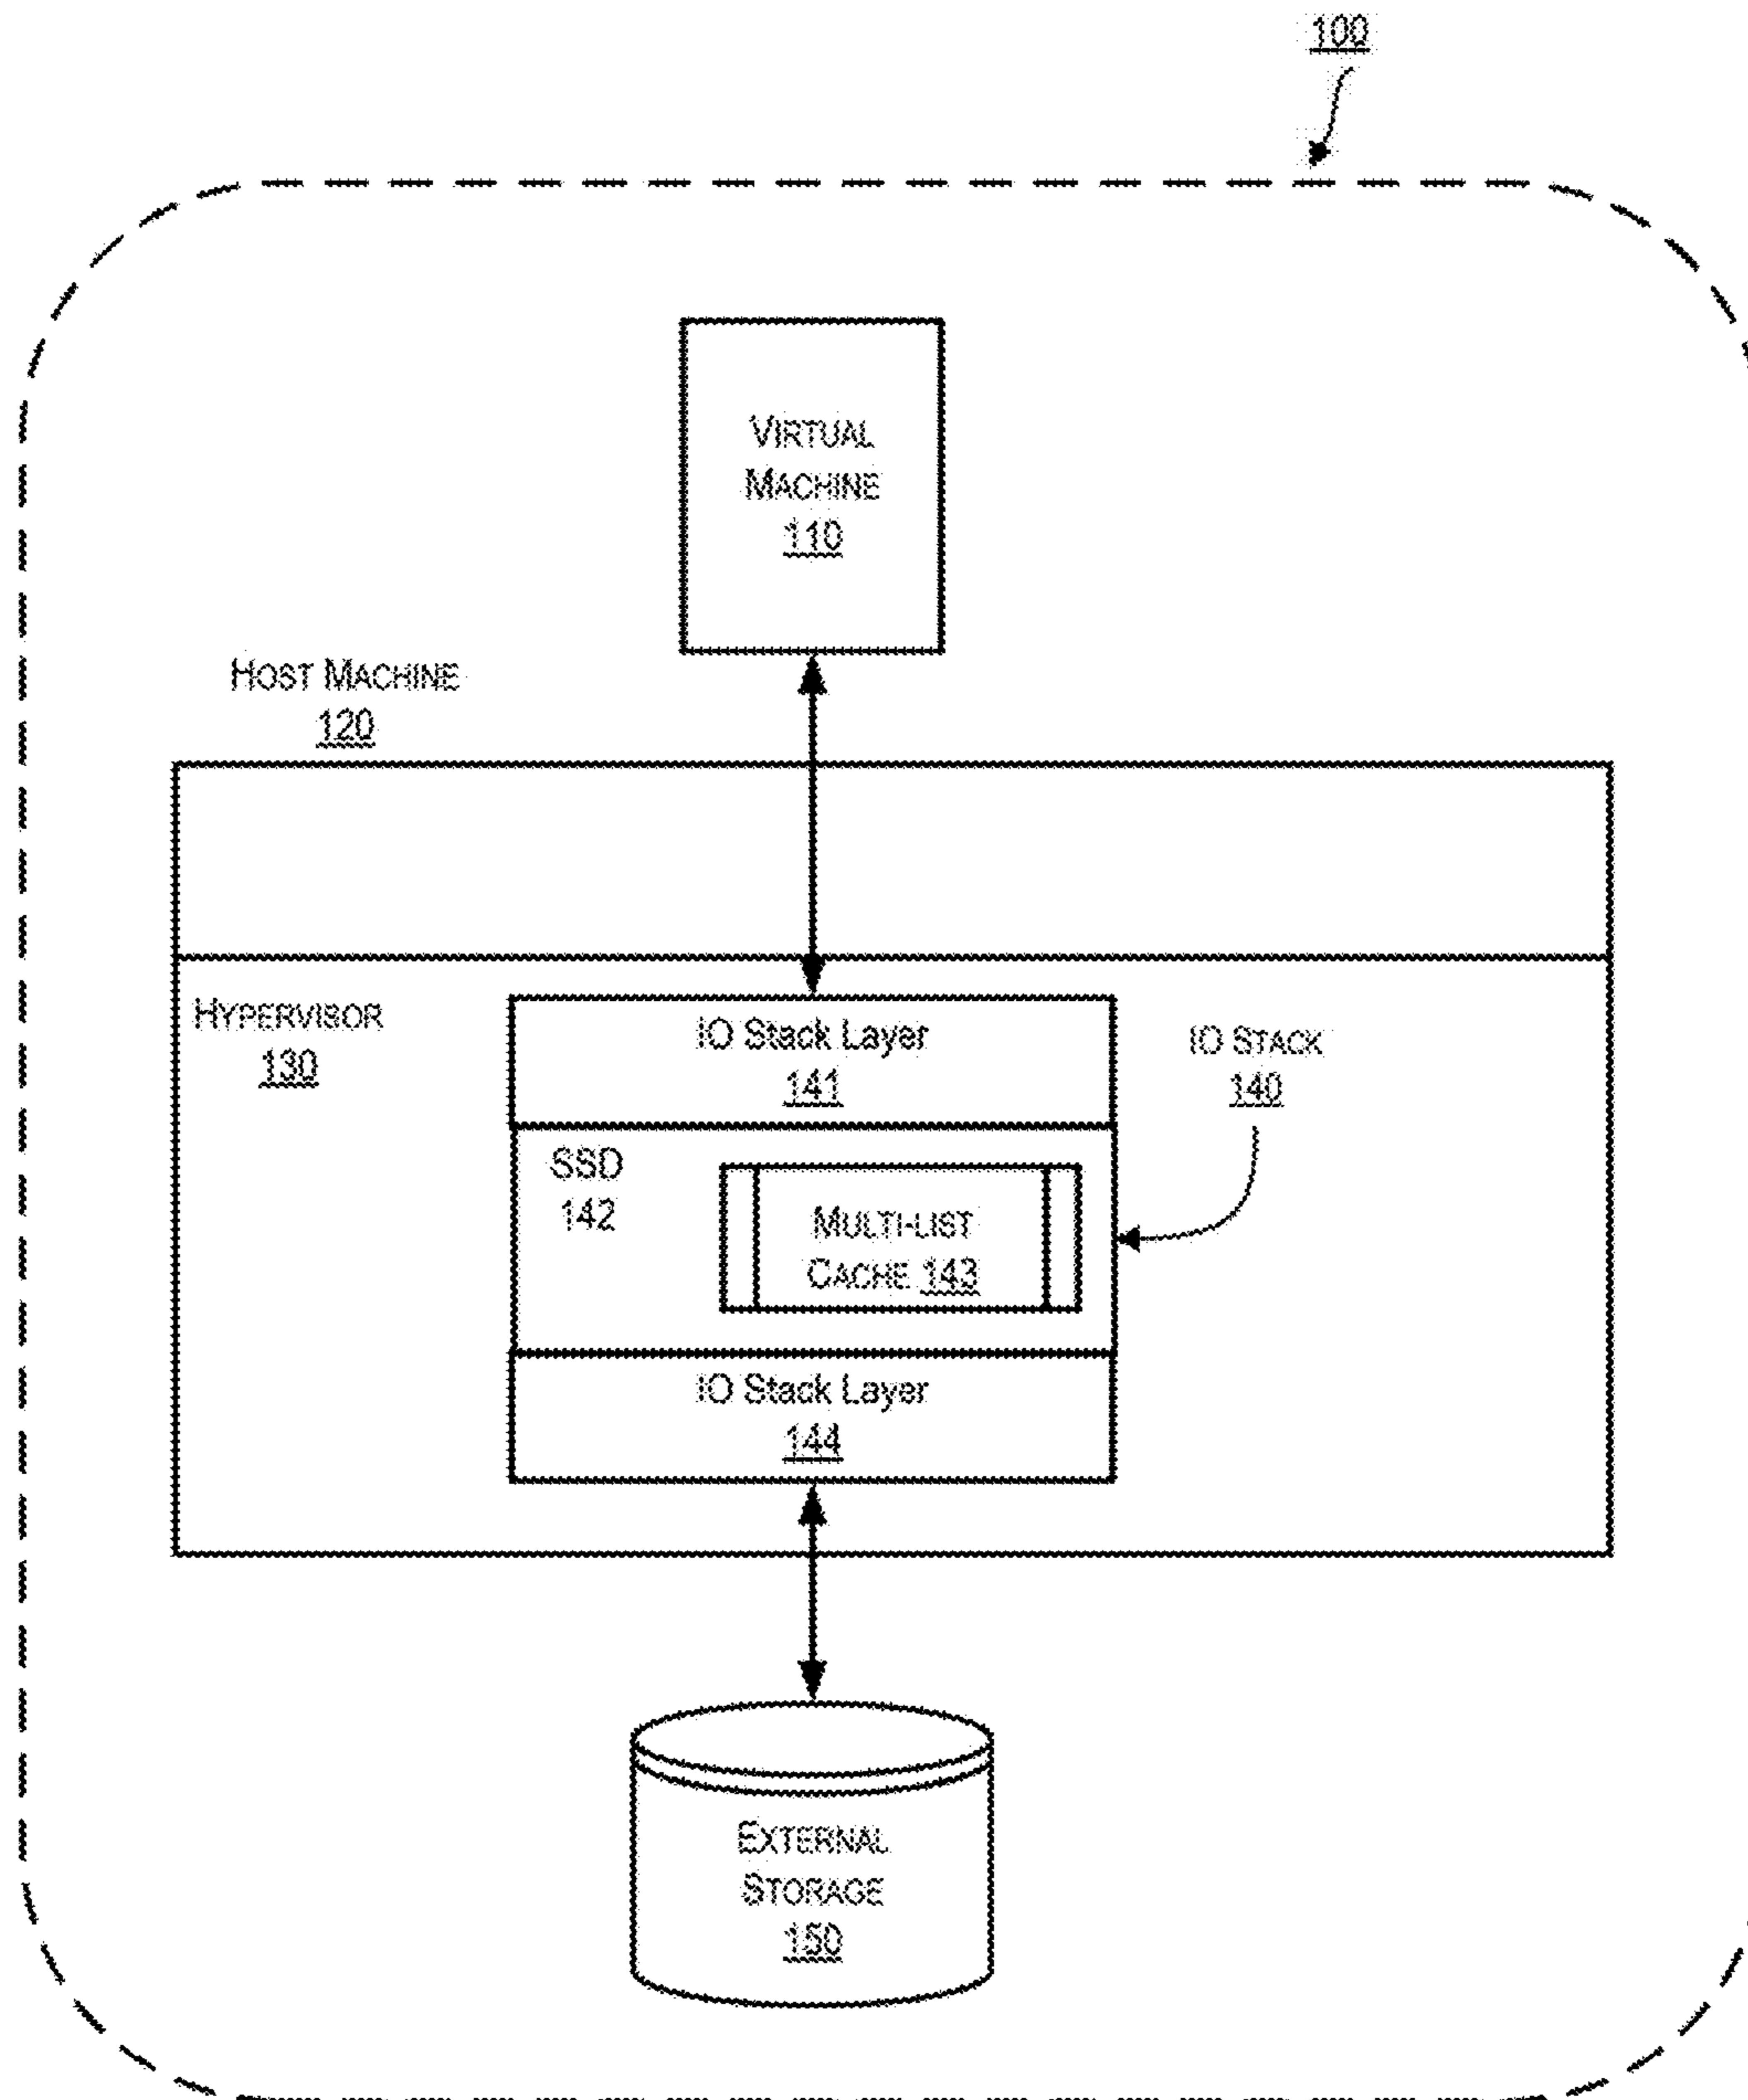 100
VIRTUAL
MACHINE
110
HOST MACHINE
120
HYPERVISOR
130
IO Stack Layer
141
IO STACK
140
SSD
142
MULTI-LIST
CACHE 143
IO Stack Layer
144
EXTERNAL
STORAGE
150